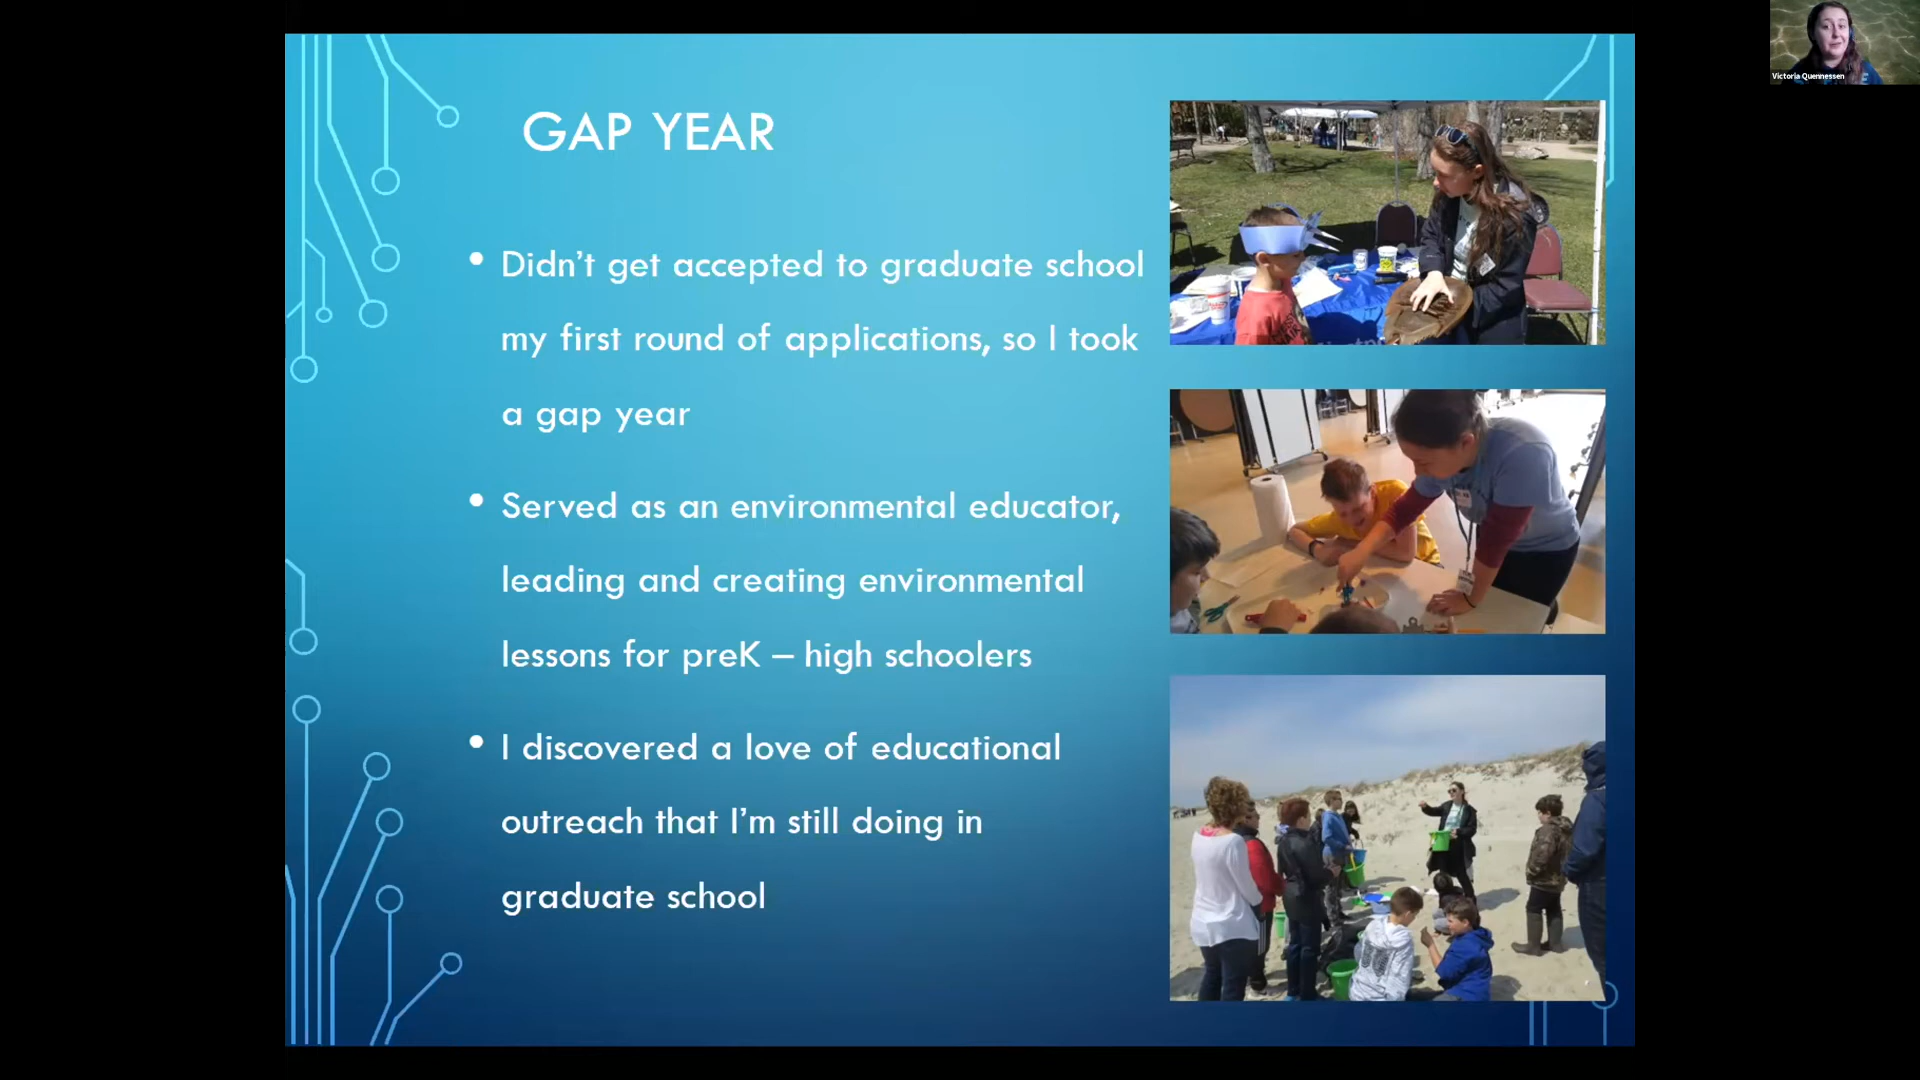 Victoria Quennessen
GAP YEAR
• Didn't get accepted to graduate school
my first round of applications, so I took
a gap year
• Served as an environmental educator,
leading and creating environmental
lessons for preK – high schoolers
• I discovered a love of educational
outreach that I'm still doing in
graduate school